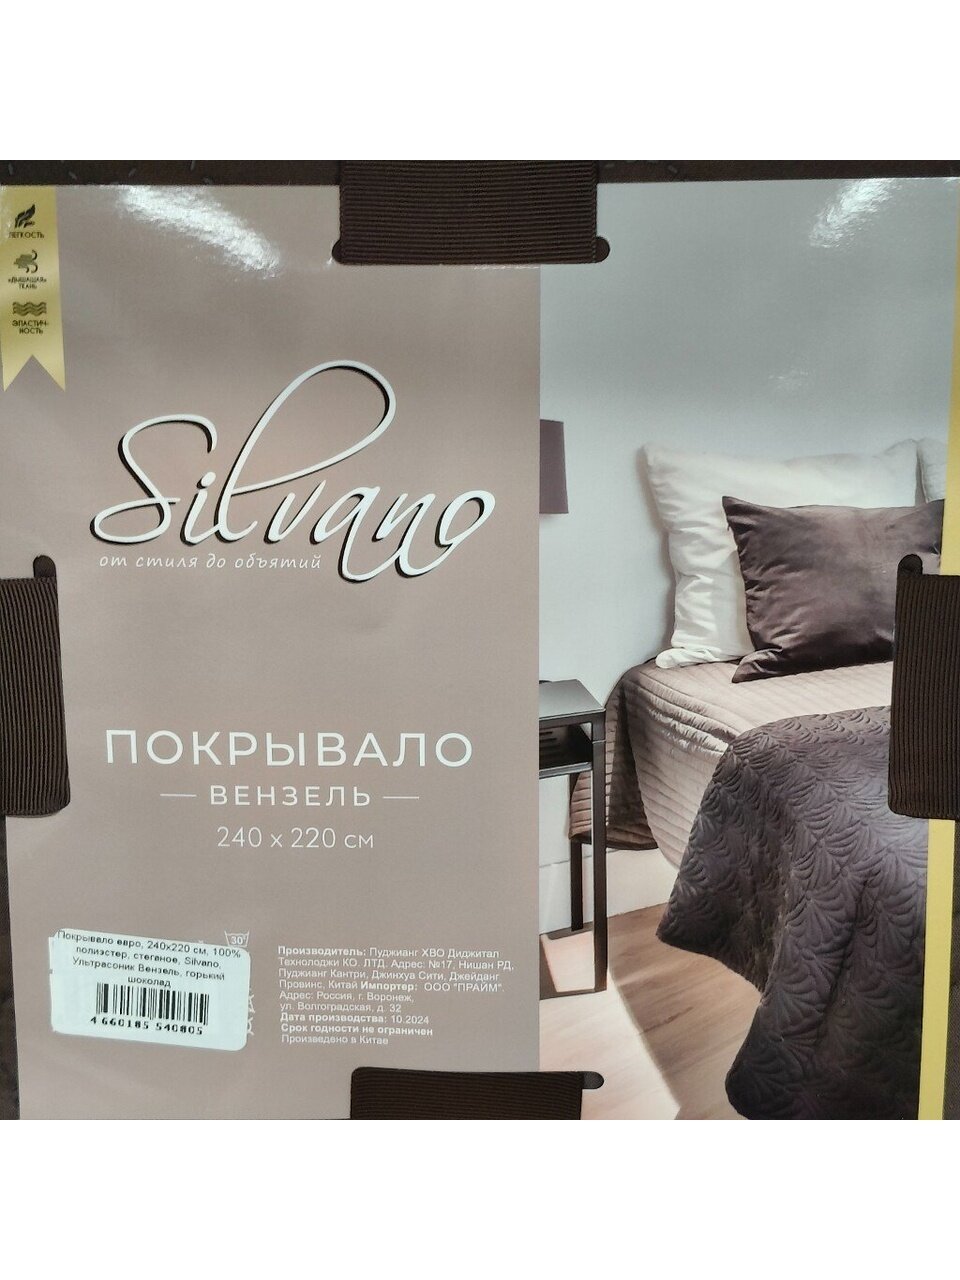 ЛЕГКОСТЬ
«ДЫШАЩАЯ»
ТКАНЬ
ЭЛАСТИЧ-
НОСТЬ
Silvano
от стиля до объятий
ПОКРЫВАЛО
— ВЕНЗЕЛЬ —
240 х 220 см
30°
Покрывало евро, 240х220 см, 100%
полиэстер, стеганое, Silvano,
Ультрасоник Вензель, горький
шоколад
4 660185 540805
Производитель: Пуджианг ХВО Диджитал
Технолоджи КО. ЛТД. Адрес: №17, Нишан РД,
Пуджианг Кантри, Джинхуа Сити, Джейданг
Провинс, Китай Импортер: ООО "ПРАЙМ".
Адрес: Россия, г. Воронеж,
ул. Волгоградская, д. 32
Дата производства: 10.2024
Срок годности не ограничен
Произведено в Китае